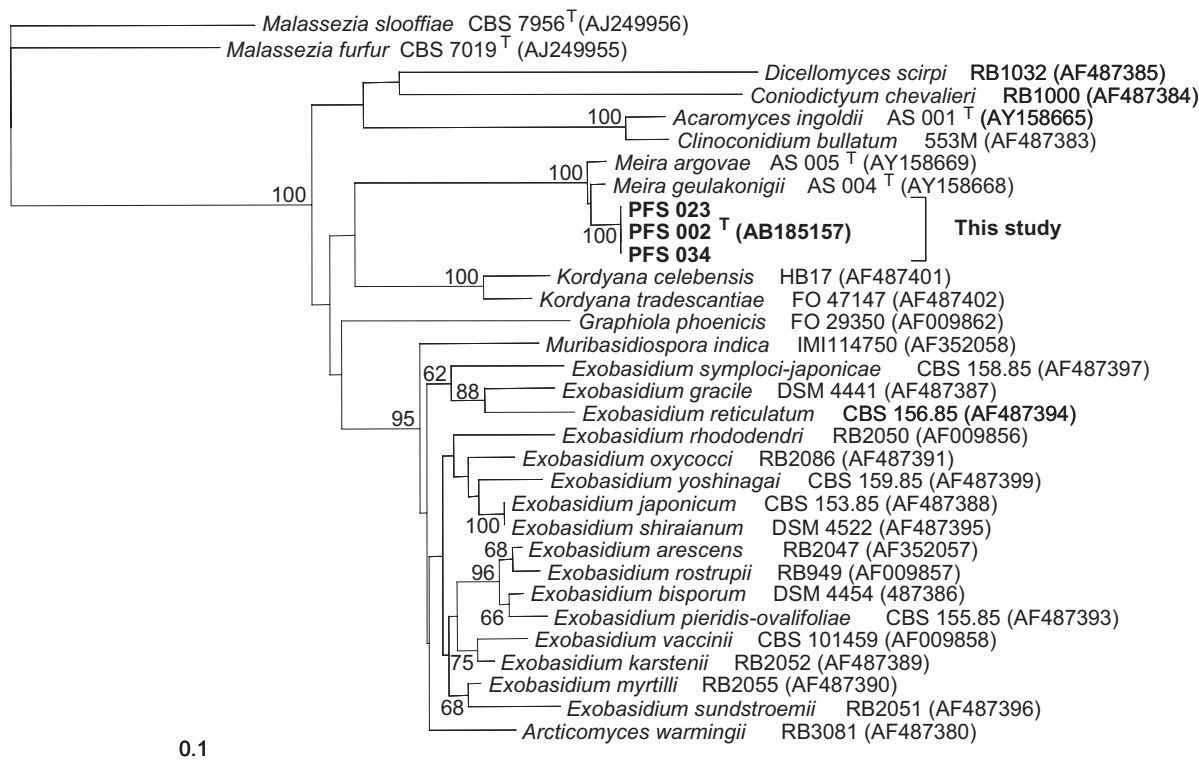 Malassezia slooffiae CBS 7956 T (AJ249956)
Malassezia furfur CBS 7019 T (AJ249955)
Dicellomyces scirpi RB1032 (AF487385)
Coniodictyum chevalieri RB1000 (AF487384)
100 Acaromyces ingoldii AS 001 T (AY158665)
Clinoconidium bullatum 553M (AF487383)
Meira argovae AS 005 T (AY158669)
100
Meira geulakonigii AS 004 T (AY158668)
100
PFS 023
PFS 002 T (AB185157) This study
100
PFS 034
100 Kordyana celebensis HB17 (AF487401)
Kordyana tradescantiae FO 47147 (AF487402)
Graphiola phoenicis FO 29350 (AF009862)
Muribasidiospora indica IMI114750 (AF352058)
62 Exobasidium symploci-japonicae CBS 158.85 (AF487397)
88 Exobasidium gracile DSM 4441 (AF487387)
95 Exobasidium reticulatum CBS 156.85 (AF487394)
Exobasidium rhododendri RB2050 (AF009856)
Exobasidium oxycocci RB2086 (AF487391)
Exobasidium yoshinagai CBS 159.85 (AF487399)
Exobasidium japonicum CBS 153.85 (AF487388)
100 Exobasidium shiraianum DSM 4522 (AF487395)
68 Exobasidium arescens RB2047 (AF352057)
96 Exobasidium rostrupii RB949 (AF009857)
Exobasidium bisporum DSM 4454 (487386)
66 Exobasidium pieridis-ovalifoliae CBS 155.85 (AF487393)
Exobasidium vaccinii CBS 101459 (AF009858)
75 Exobasidium karstenii RB2052 (AF487389)
Exobasidium myrtilli RB2055 (AF487390)
68 Exobasidium sundstroemii RB2051 (AF487396)
Arcticomyces warmingii RB3081 (AF487380)
0.1